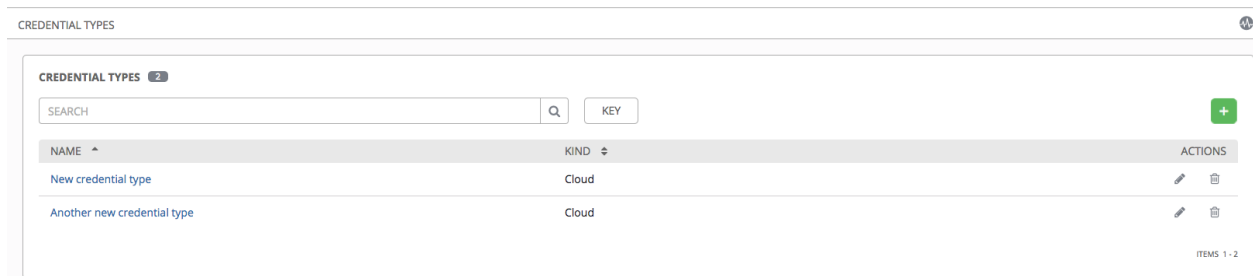 CREDENTIAL TYPES
CREDENTIAL TYPES 2
SEARCH KEY +
NAME KIND ACTIONS
New credential type Cloud
Another new credential type Cloud
ITEMS 1 - 2